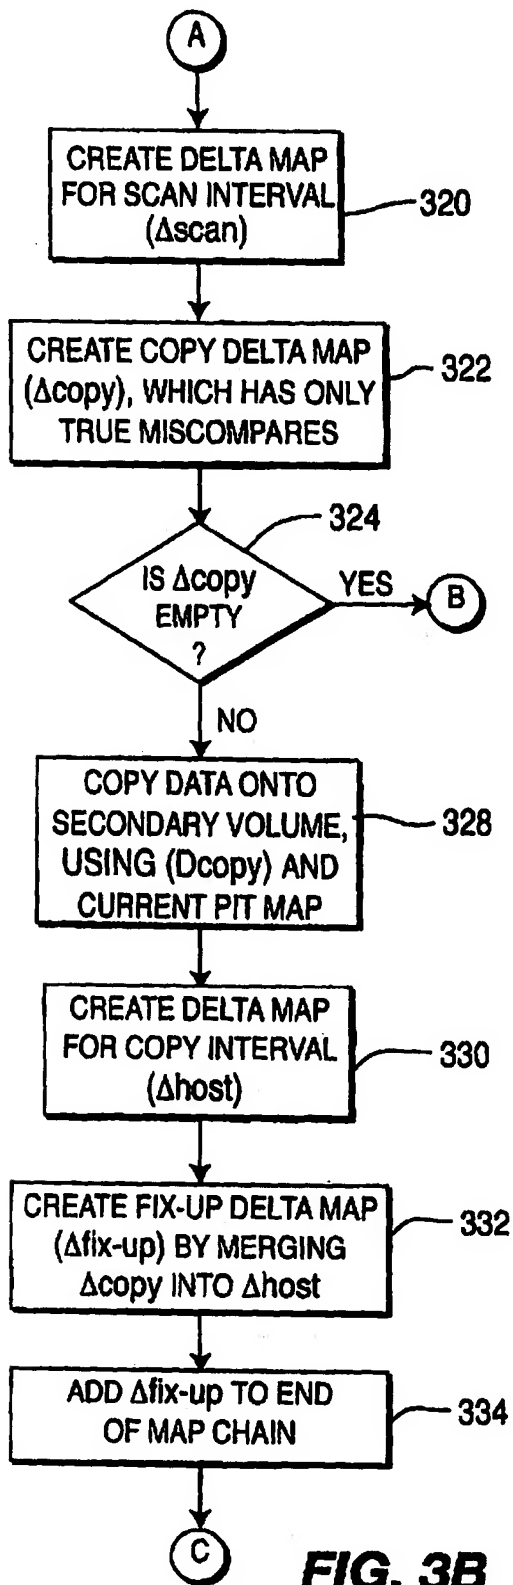 A
CREATE DELTA MAP
FOR SCAN INTERVAL
(Δscan)
320
CREATE COPY DELTA MAP
(Δcopy), WHICH HAS ONLY
TRUE MISCOMPARES
322
324
IS Δcopy
EMPTY
?
YES
B
NO
COPY DATA ONTO
SECONDARY VOLUME,
USING (Dcopy) AND
CURRENT PIT MAP
328
CREATE DELTA MAP
FOR COPY INTERVAL
(Δhost)
330
CREATE FIX-UP DELTA MAP
(Δfix-up) BY MERGING
Δcopy INTO Δhost
332
ADD Δfix-up TO END
OF MAP CHAIN
334
C
FIG. 3B